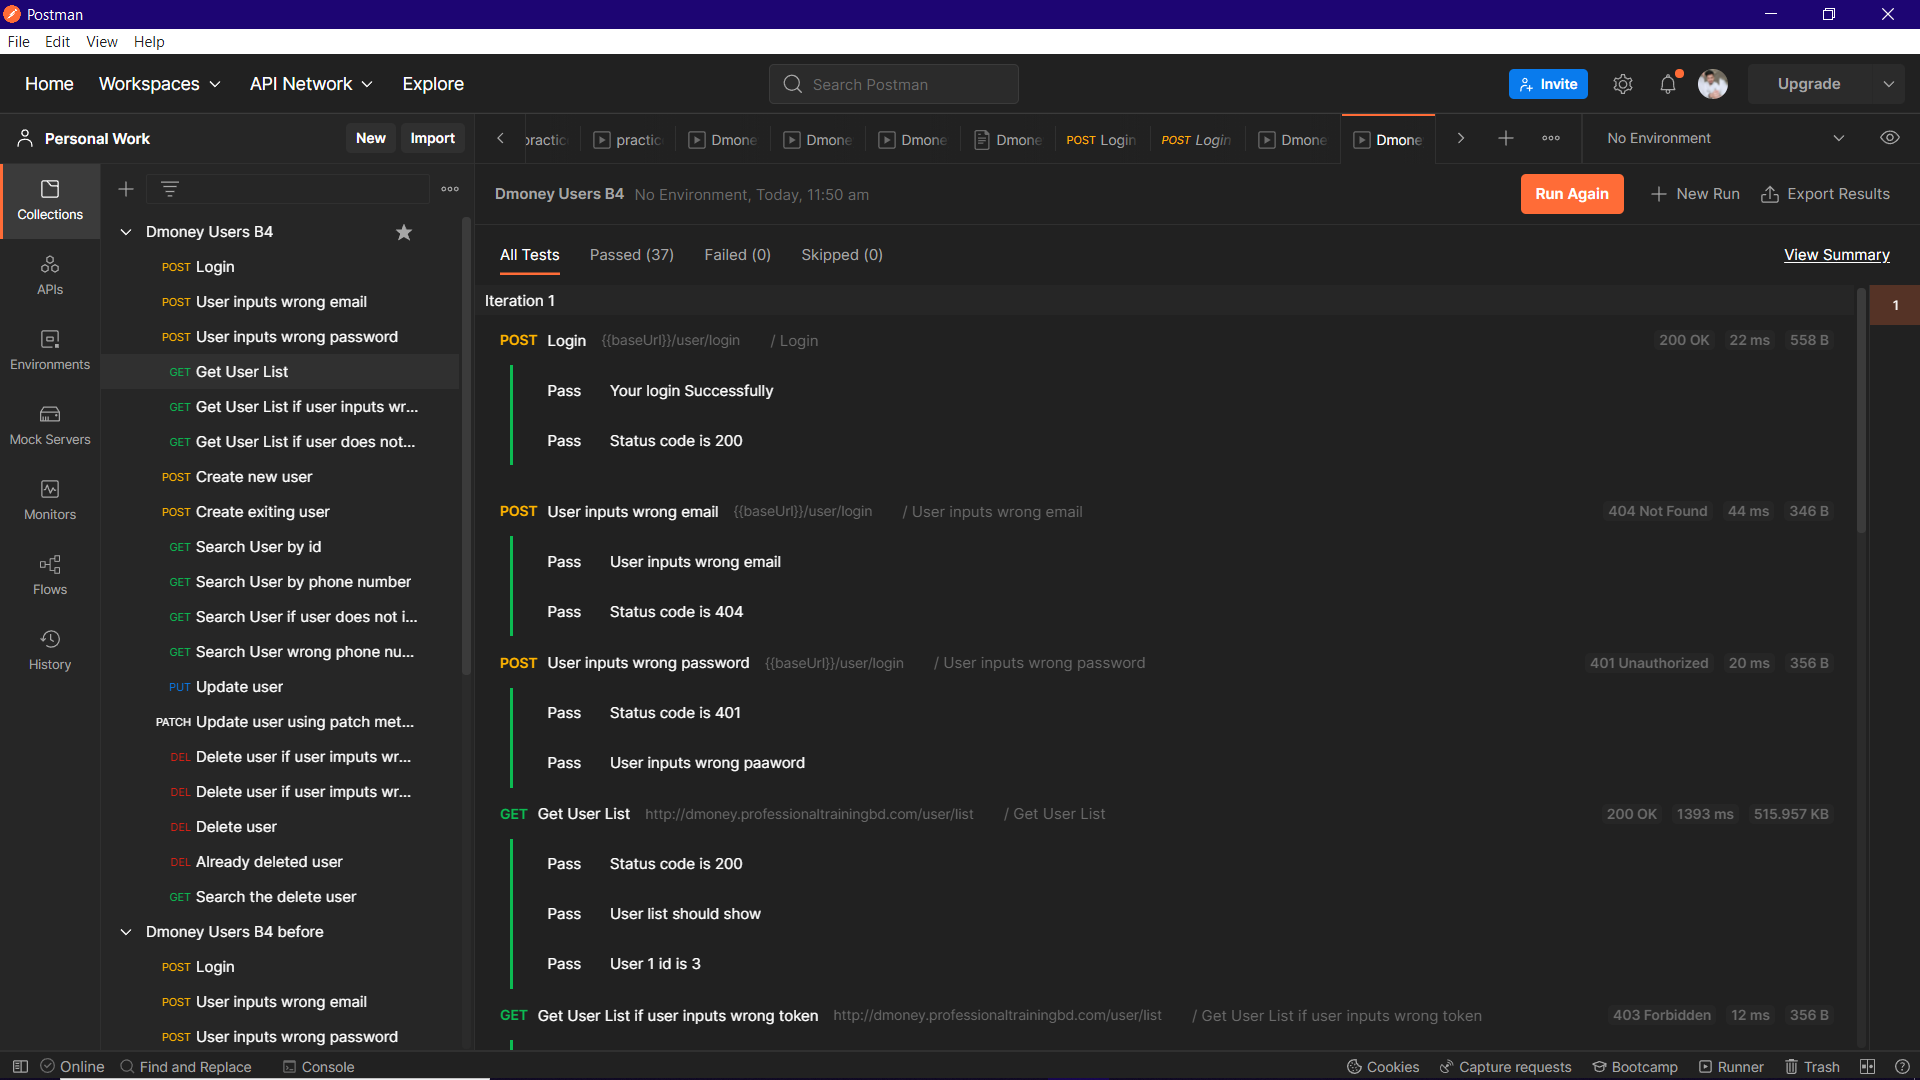 Postman
File Edit View Help
Home Workspaces API Network Explore Search Postman Invite Upgrade
Personal Work New Import practic Dmone Dmone Dmone Dmone POST Login POST Login Dmone Dmone No Environment
Dmoney Users B4 No Environment, Today, 11:50 am Run Again New Run Export Results
All Tests Passed (37) Failed (0) Skipped (0) View Summary
Collections
APIs
Environments
Mock Servers
Monitors
Flows
History
Dmoney Users B4
POST Login
POST User inputs wrong email
POST User inputs wrong password
GET Get User List
GET Get User List if user inputs wr...
GET Get User List if user does not...
POST Create new user
POST Create exiting user
GET Search User by id
GET Search User by phone number
GET Search User if user does not i...
GET Search User wrong phone nu...
PUT Update user
PATCH Update user using patch met...
DEL Delete user if user imputs wr...
DEL Delete user if user imputs wr...
DEL Delete user
DEL Already deleted user
GET Search the delete user
Dmoney Users B4 before
POST Login
POST User inputs wrong email
POST User inputs wrong password
Iteration 1
1
POST Login {{baseUrl}}/user/login / Login 200 OK 22 ms 558 B
Pass Your login Successfully
Pass Status code is 200
POST User inputs wrong email {{baseUrl}}/user/login / User inputs wrong email 404 Not Found 44 ms 346 B
Pass User inputs wrong email
Pass Status code is 404
POST User inputs wrong password {{baseUrl}}/user/login / User inputs wrong password 401 Unauthorized 20 ms 356 B
Pass Status code is 401
Pass User inputs wrong paaword
GET Get User List http://dmoney.professionaltrainingbd.com/user/list / Get User List 200 OK 1393 ms 515.957 KB
Pass Status code is 200
Pass User list should show
Pass User 1 id is 3
GET Get User List if user inputs wrong token http://dmoney.professionaltrainingbd.com/user/list / Get User List if user inputs wrong token 403 Forbidden 12 ms 356 B
Online Find and Replace Console Cookies Capture requests Bootcamp Runner Trash